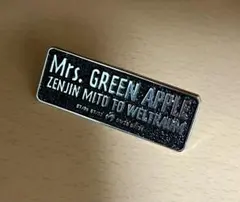 Mrs. GREEN APPLE
ZENJIN MITO TO WELTRAUM